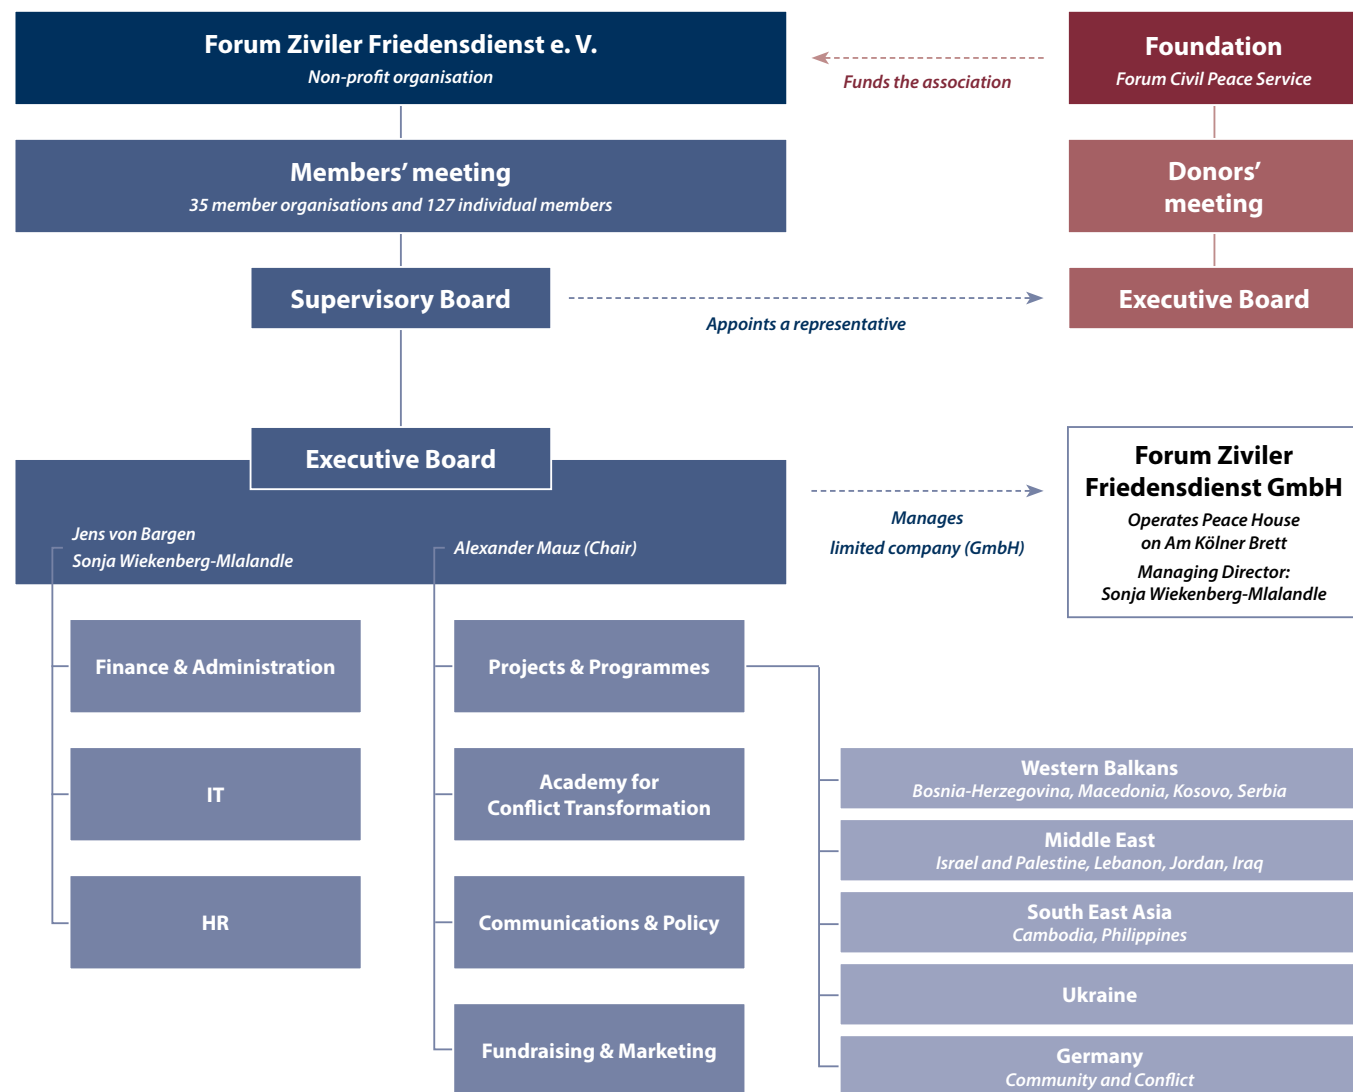 Forum Ziviler Friedensdienst e. V.
Non-profit organisation
Funds the association
Foundation
Forum Civil Peace Service
Members’ meeting
35 member organisations and 127 individual members
Donors’
meeting
Supervisory Board
Appoints a representative
Executive Board
Executive Board
Jens von Bargen
Sonja Wiekenberg-Mlalandle
Alexander Mauz (Chair)
Manages
limited company (GmbH)
Forum Ziviler
Friedensdienst GmbH
Operates Peace House
on Am Kölner Brett
Managing Director:
Sonja Wiekenberg-Mlalandle
Finance & Administration
IT
HR
Projects & Programmes
Academy for
Conflict Transformation
Communications & Policy
Fundraising & Marketing
Western Balkans
Bosnia-Herzegovina, Macedonia, Kosovo, Serbia
Middle East
Israel and Palestine, Lebanon, Jordan, Iraq
South East Asia
Cambodia, Philippines
Ukraine
Germany
Community and Conflict